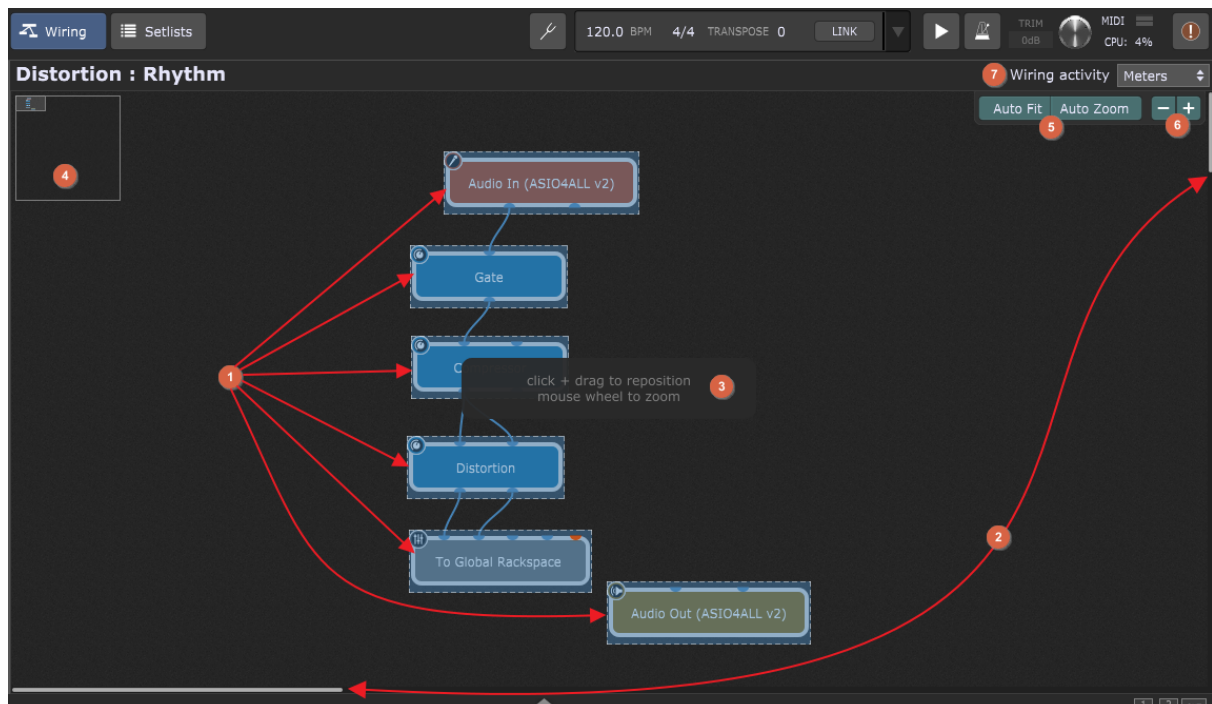 Wiring
Setlists
120.0 BPM 4/4 TRANSPOSE 0 LINK
TRIM
0dB
MIDI
CPU: 4%
Distortion : Rhythm
7 Wiring activity Meters
Auto Fit Auto Zoom − +
5
6
4
Audio In (ASIO4ALL v2)
Gate
1
C
click + drag to reposition
mouse wheel to zoom
3
Distortion
2
To Global Rackspace
Audio Out (ASIO4ALL v2)